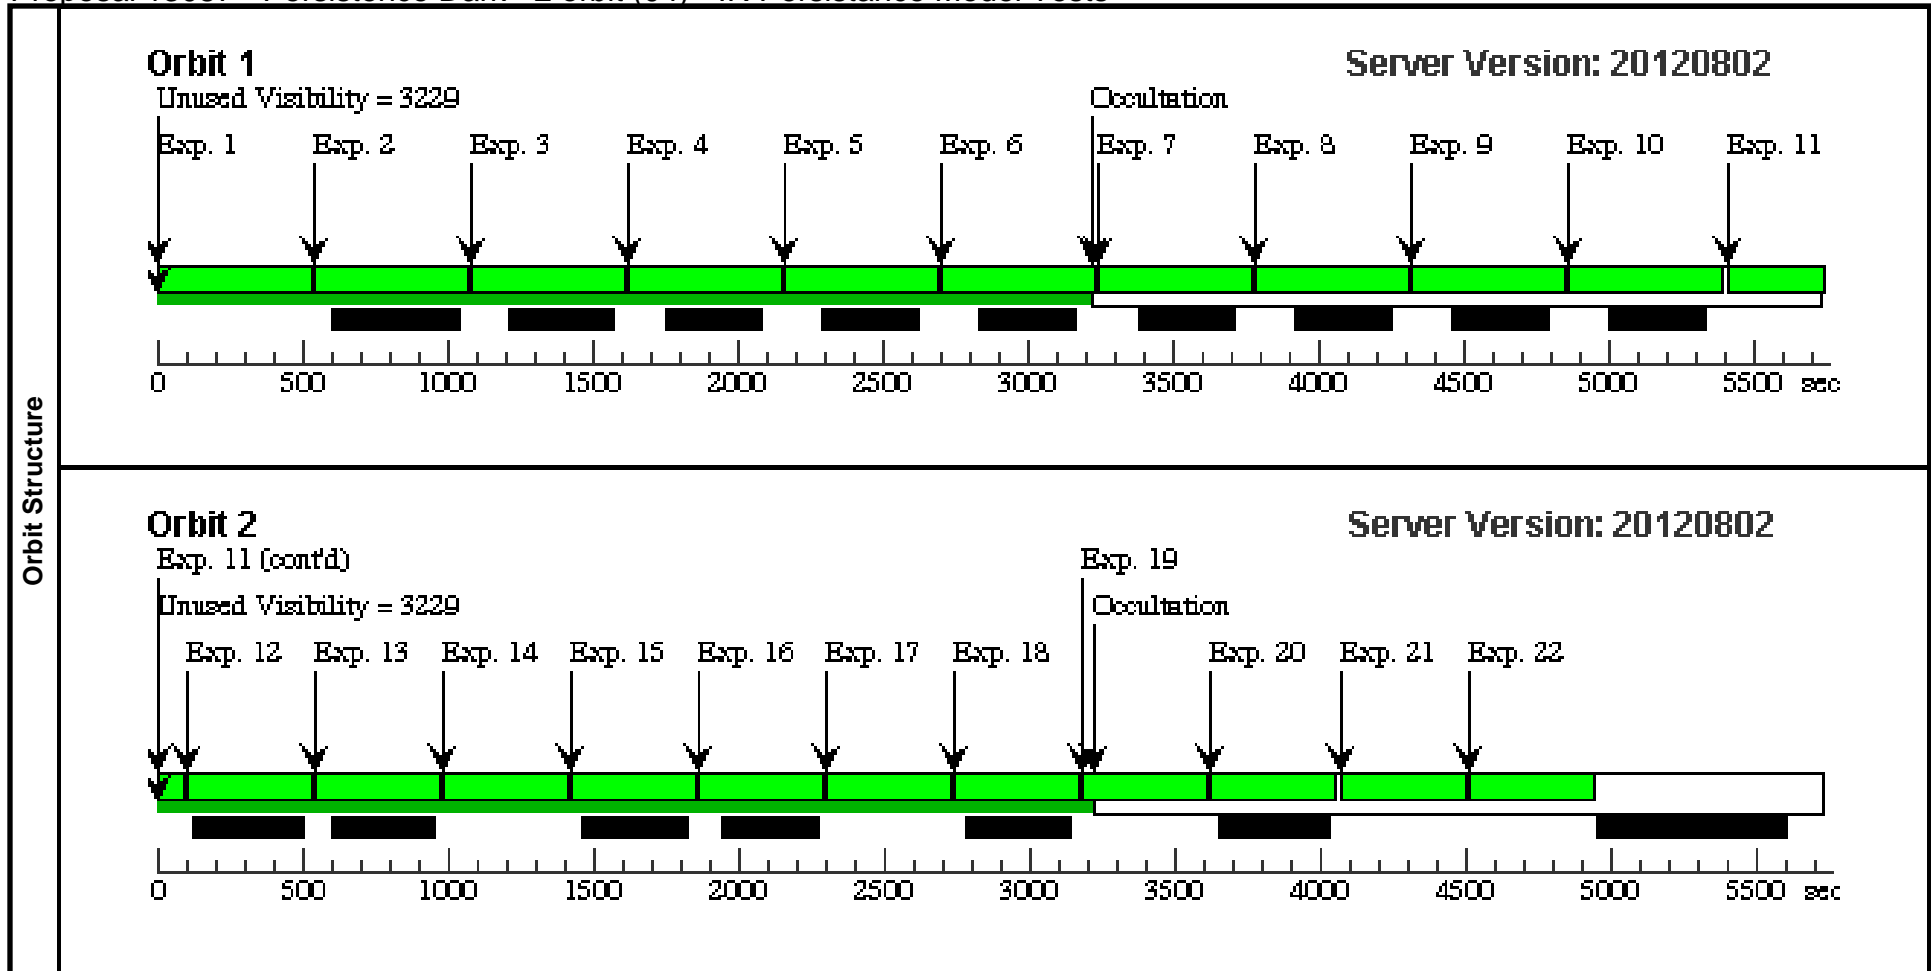 Orbit Structure
Orbit 1
Server Version: 20120802
Unused Visibility = 3229
Occultation
Exp. 1 Exp. 2 Exp. 3 Exp. 4 Exp. 5 Exp. 6 Exp. 7 Exp. 8 Exp. 9 Exp. 10 Exp. 11
0 500 1000 1500 2000 2500 3000 3500 4000 4500 5000 5500 sec
Orbit 2
Server Version: 20120802
Exp. 11 (cont'd)
Exp. 19
Unused Visibility = 3229
Occultation
Exp. 12 Exp. 13 Exp. 14 Exp. 15 Exp. 16 Exp. 17 Exp. 18 Exp. 20 Exp. 21 Exp. 22
0 500 1000 1500 2000 2500 3000 3500 4000 4500 5000 5500 sec